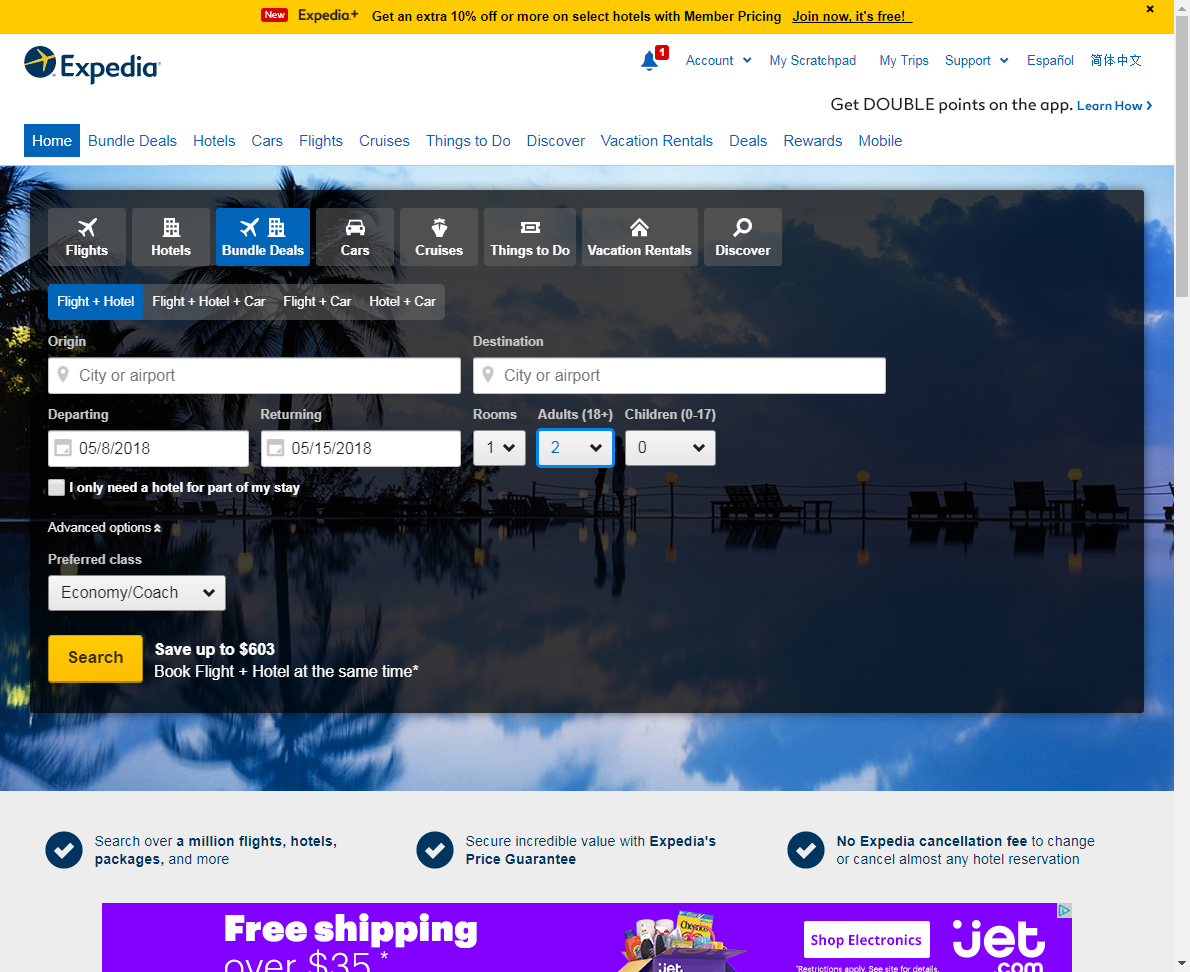 New Expedia+ Get an extra 10% off or more on select hotels with Member Pricing Join now, it's free!
Expedia
1
Account My Scratchpad My Trips Support Español 简体中文
Get DOUBLE points on the app. Learn How
Home Bundle Deals Hotels Cars Flights Cruises Things to Do Discover Vacation Rentals Deals Rewards Mobile
Flights Hotels Bundle Deals Cars Cruises Things to Do Vacation Rentals Discover
Flight + Hotel Flight + Hotel + Car Flight + Car Hotel + Car
Origin Destination
City or airport City or airport
Departing Returning Rooms Adults (18+) Children (0-17)
05/8/2018 05/15/2018 1 2 0
I only need a hotel for part of my stay
Advanced options
Preferred class
Economy/Coach
Search
Save up to $603
Book Flight + Hotel at the same time*
Search over a million flights, hotels,
packages, and more
Secure incredible value with Expedia's
Price Guarantee
No Expedia cancellation fee to change
or cancel almost any hotel reservation
Free shipping
over $35*
Cheerios
jet
Shop Electronics
*Restrictions apply. See site for details.
jet
.com